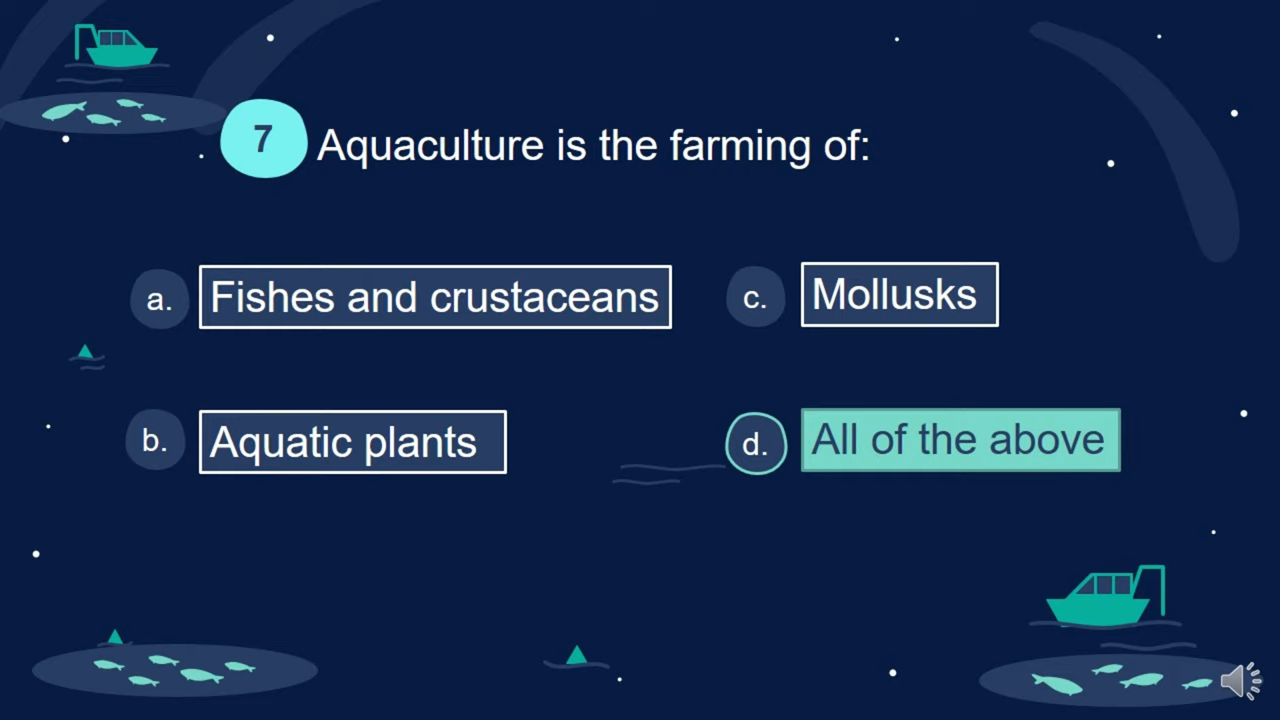 7 Aquaculture is the farming of:
a. Fishes and crustaceans
b. Aquatic plants
c. Mollusks
d. All of the above